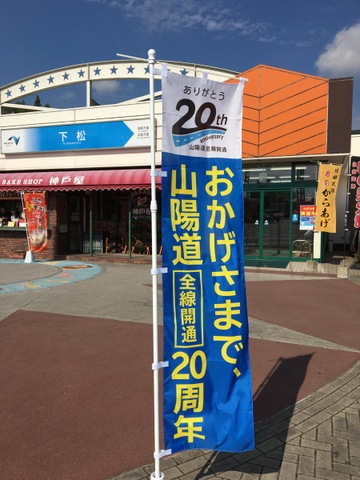 ありがとう
20th
anniversary
山陽道全線開通
おかげさまで、
山陽道
全線開通
20周年
下松
BAKE SHOP 神戸屋
からあげ